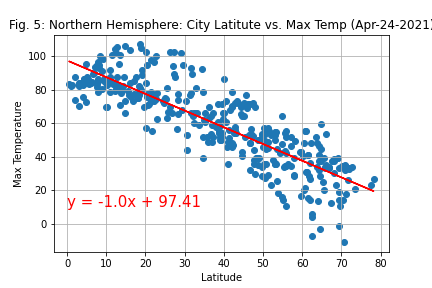 Fig. 5: Northern Hemisphere: City Latitute vs. Max Temp (Apr-24-2021)
100
80
60
40
20
0
Max Temperature
y = -1.0x + 97.41
0 10 20 30 40 50 60 70 80
Latitude